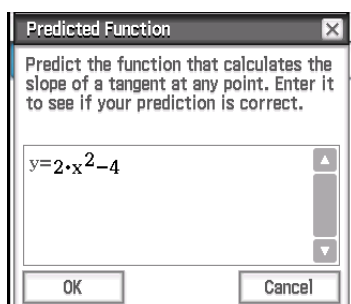 Predicted Function
Predict the function that calculates the
slope of a tangent at any point. Enter it
to see if your prediction is correct.
y=2·x²−4
OK Cancel